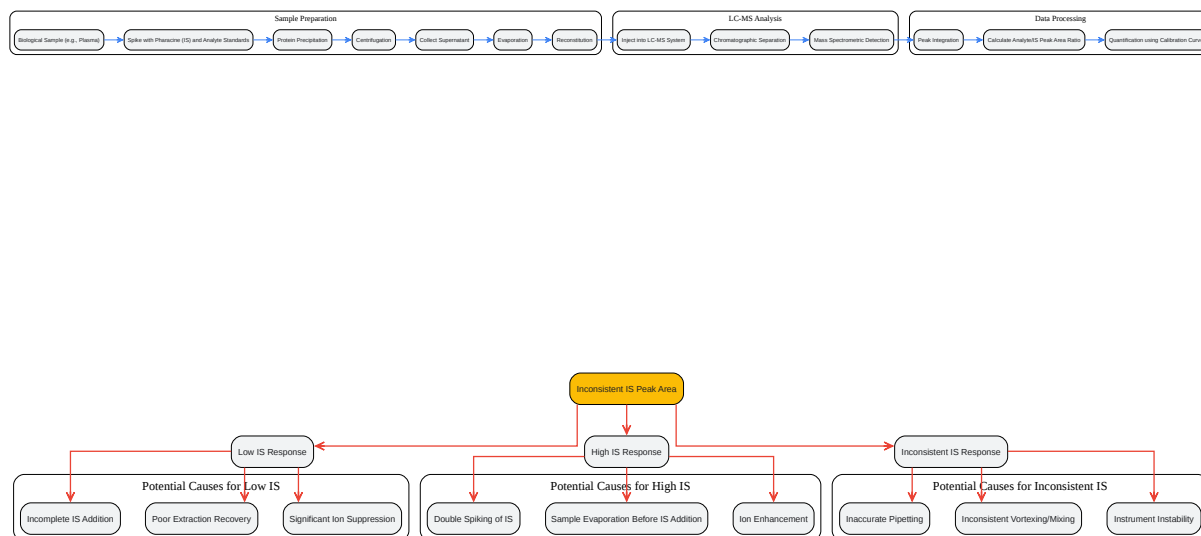 Sample Preparation
LC-MS Analysis
Data Processing
Biological Sample (e.g., Plasma)
Spike with Pharacine (IS) and Analyte Standards
Protein Precipitation
Centrifugation
Collect Supernatant
Evaporation
Reconstitution
Inject into LC-MS System
Chromatographic Separation
Mass Spectrometric Detection
Peak Integration
Calculate Analyte/IS Peak Area Ratio
Quantification using Calibration Curve
Inconsistent IS Peak Area
Low IS Response
High IS Response
Inconsistent IS Response
Potential Causes for Low IS
Potential Causes for High IS
Potential Causes for Inconsistent IS
Incomplete IS Addition
Poor Extraction Recovery
Significant Ion Suppression
Double Spiking of IS
Sample Evaporation Before IS Addition
Ion Enhancement
Inaccurate Pipetting
Inconsistent Vortexing/Mixing
Instrument Instability